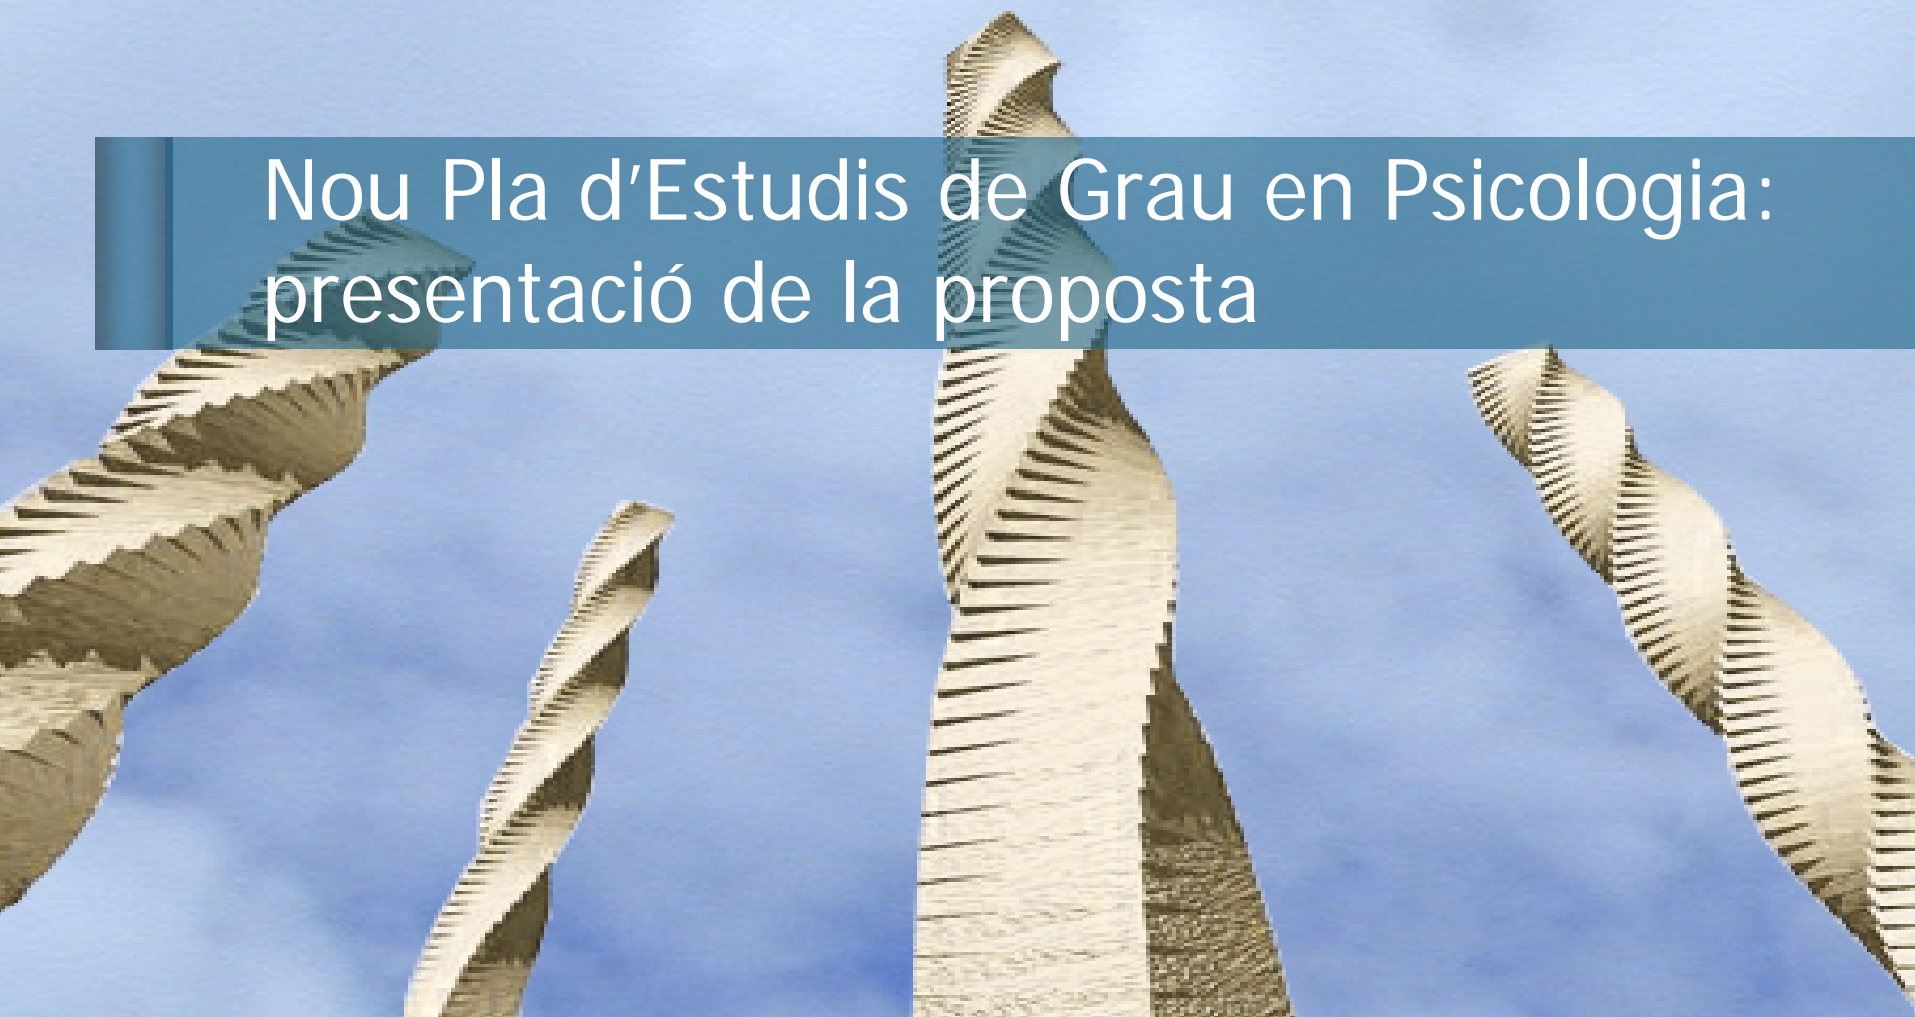 Nou Pla d'Estudis de Grau en Psicologia:
presentació de la proposta